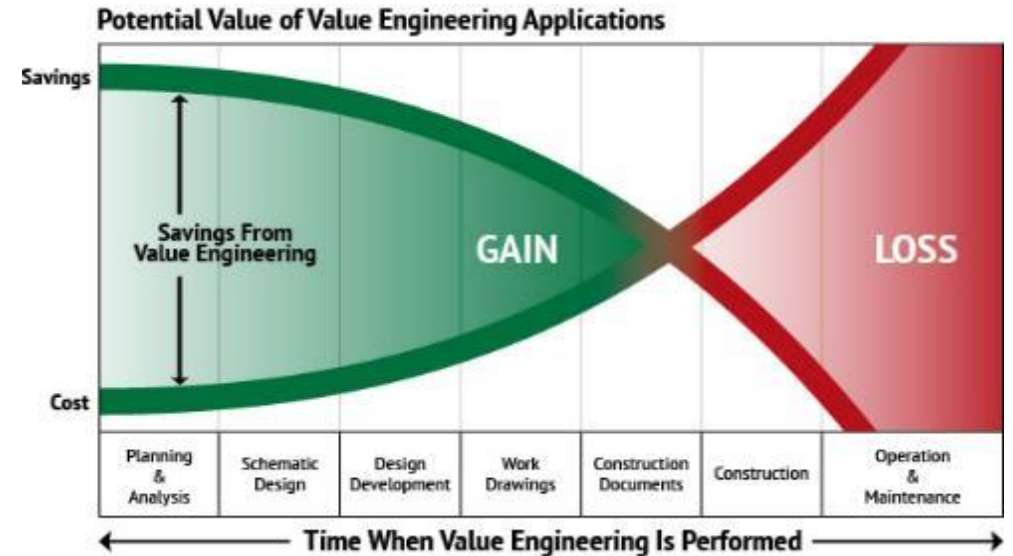 Potential Value of Value Engineering Applications
Savings
Savings From
Value Engineering
GAIN
LOSS
Cost
Planning
&
Analysis
Schematic
Design
Design
Development
Work
Drawings
Construction
Documents
Construction
Operation
&
Maintenance
Time When Value Engineering Is Performed